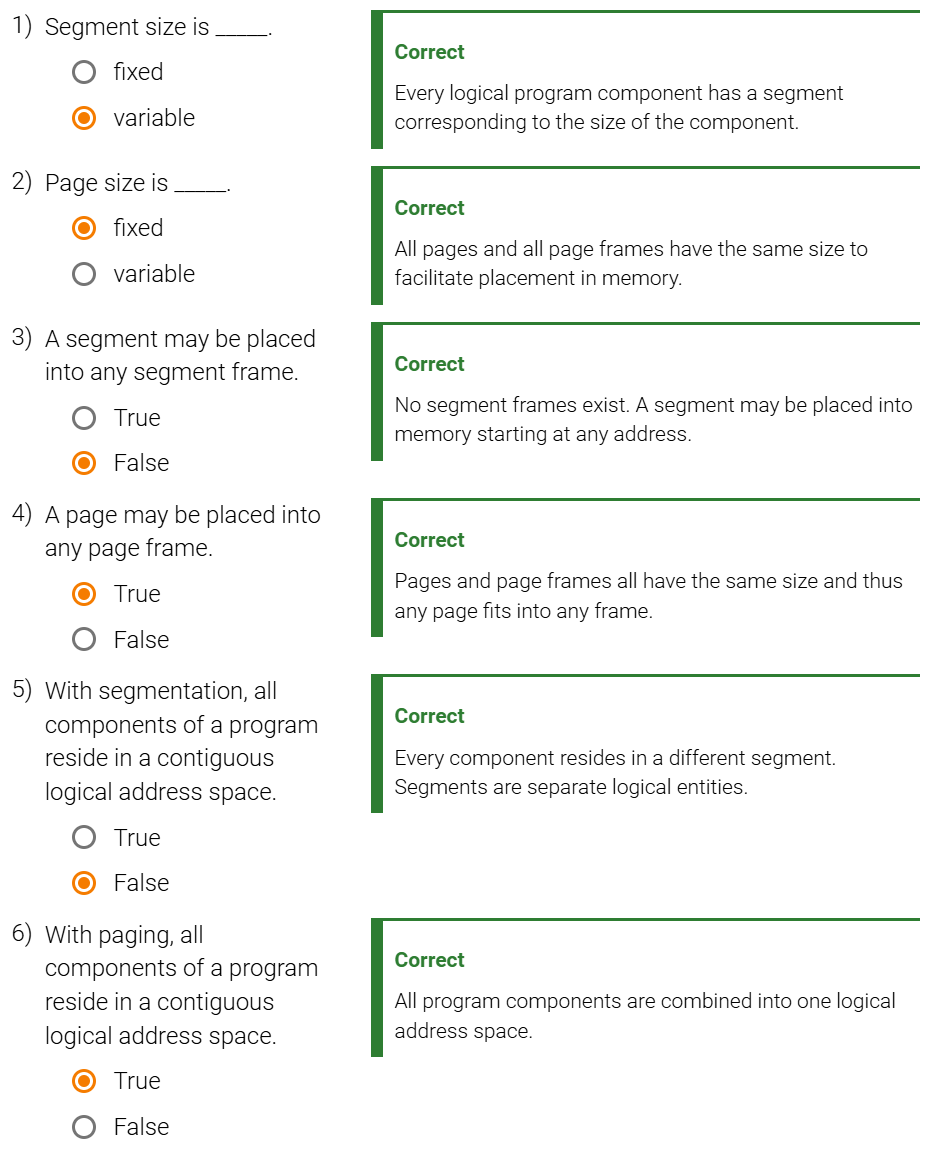 1) Segment size is _____.
fixed
variable
Correct
Every logical program component has a segment
corresponding to the size of the component.
2) Page size is _____.
fixed
variable
Correct
All pages and all page frames have the same size to
facilitate placement in memory.
3) A segment may be placed
into any segment frame.
True
False
Correct
No segment frames exist. A segment may be placed into
memory starting at any address.
4) A page may be placed into
any page frame.
True
False
Correct
Pages and page frames all have the same size and thus
any page fits into any frame.
5) With segmentation, all
components of a program
reside in a contiguous
logical address space.
True
False
Correct
Every component resides in a different segment.
Segments are separate logical entities.
6) With paging, all
components of a program
reside in a contiguous
logical address space.
True
False
Correct
All program components are combined into one logical
address space.